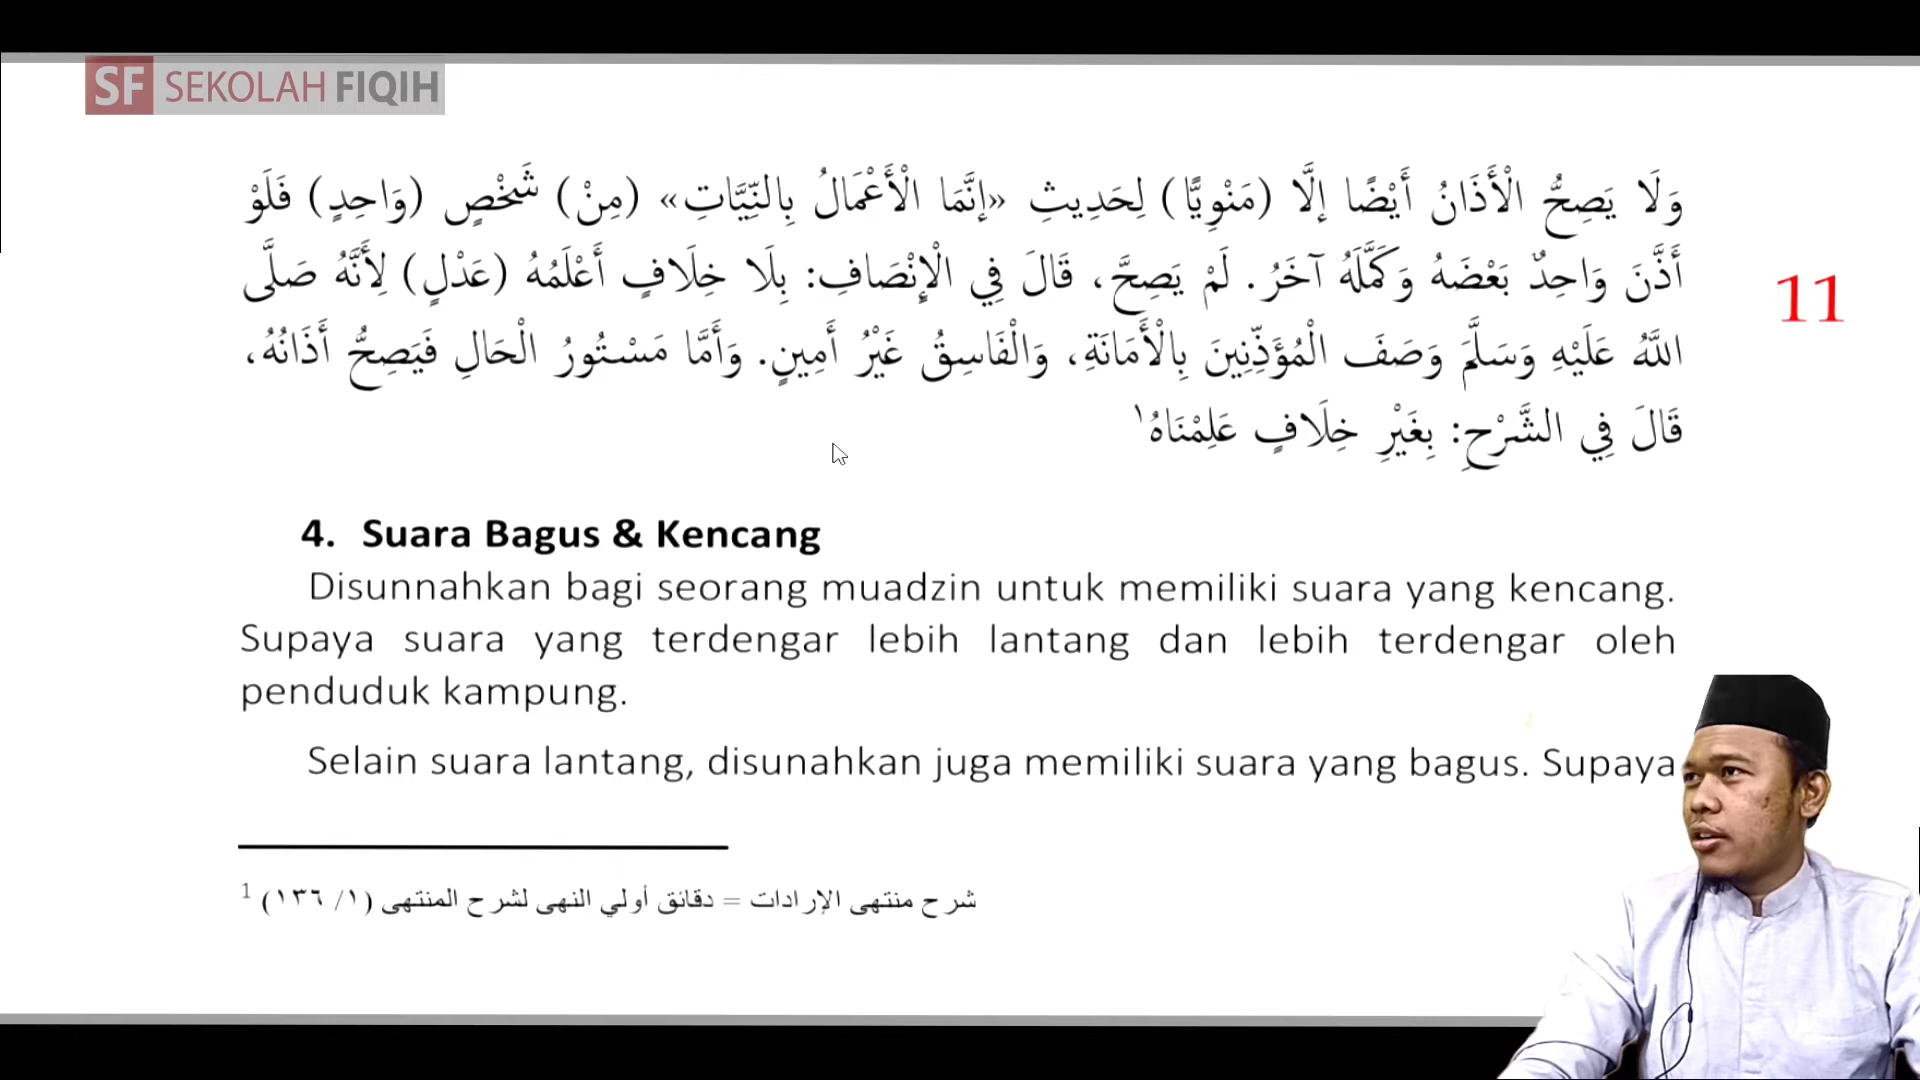 SF SEKOLAH FIQIH
وَلَا يَصِحُّ الْأَذَانُ أَيْضًا إلَّا (مَنْوِيًّا) لِحَدِيثِ «إنَّمَا الْأَعْمَالُ بِالنِّيَّاتِ» (مِنْ) شَخْصٍ (وَاحِدٍ) فَلَوْ
أَذَّنَ وَاحِدٌ بَعْضَهُ وَكَمَّلَهُ آخَرُ. لَمْ يَصِحَّ، قَالَ فِي الْإِنْصَافِ: بِلَا خِلَافٍ أَعْلَمُهُ (عَدْلٍ) لِأَنَّهُ صَلَّى
اللَّهُ عَلَيْهِ وَسَلَّمَ وَصَفَ الْمُؤَذِّنِينَ بِالْأَمَانَةِ، وَالْفَاسِقُ غَيْرُ أَمِينٍ. وَأَمَّا مَسْتُورُ الْحَالِ فَيَصِحُّ أَذَانُهُ،
قَالَ فِي الشَّرْحِ: بِغَيْرِ خِلَافٍ عَلِمْنَاهُ١
11
4. Suara Bagus & Kencang
Disunnahkan bagi seorang muadzin untuk memiliki suara yang kencang.
Supaya suara yang terdengar lebih lantang dan lebih terdengar oleh
penduduk kampung.
Selain suara lantang, disunahkan juga memiliki suara yang bagus. Supaya
1 شرح منتهى الإرادات = دقائق أولي النهى لشرح المنتهى (١/ ١٣٦)